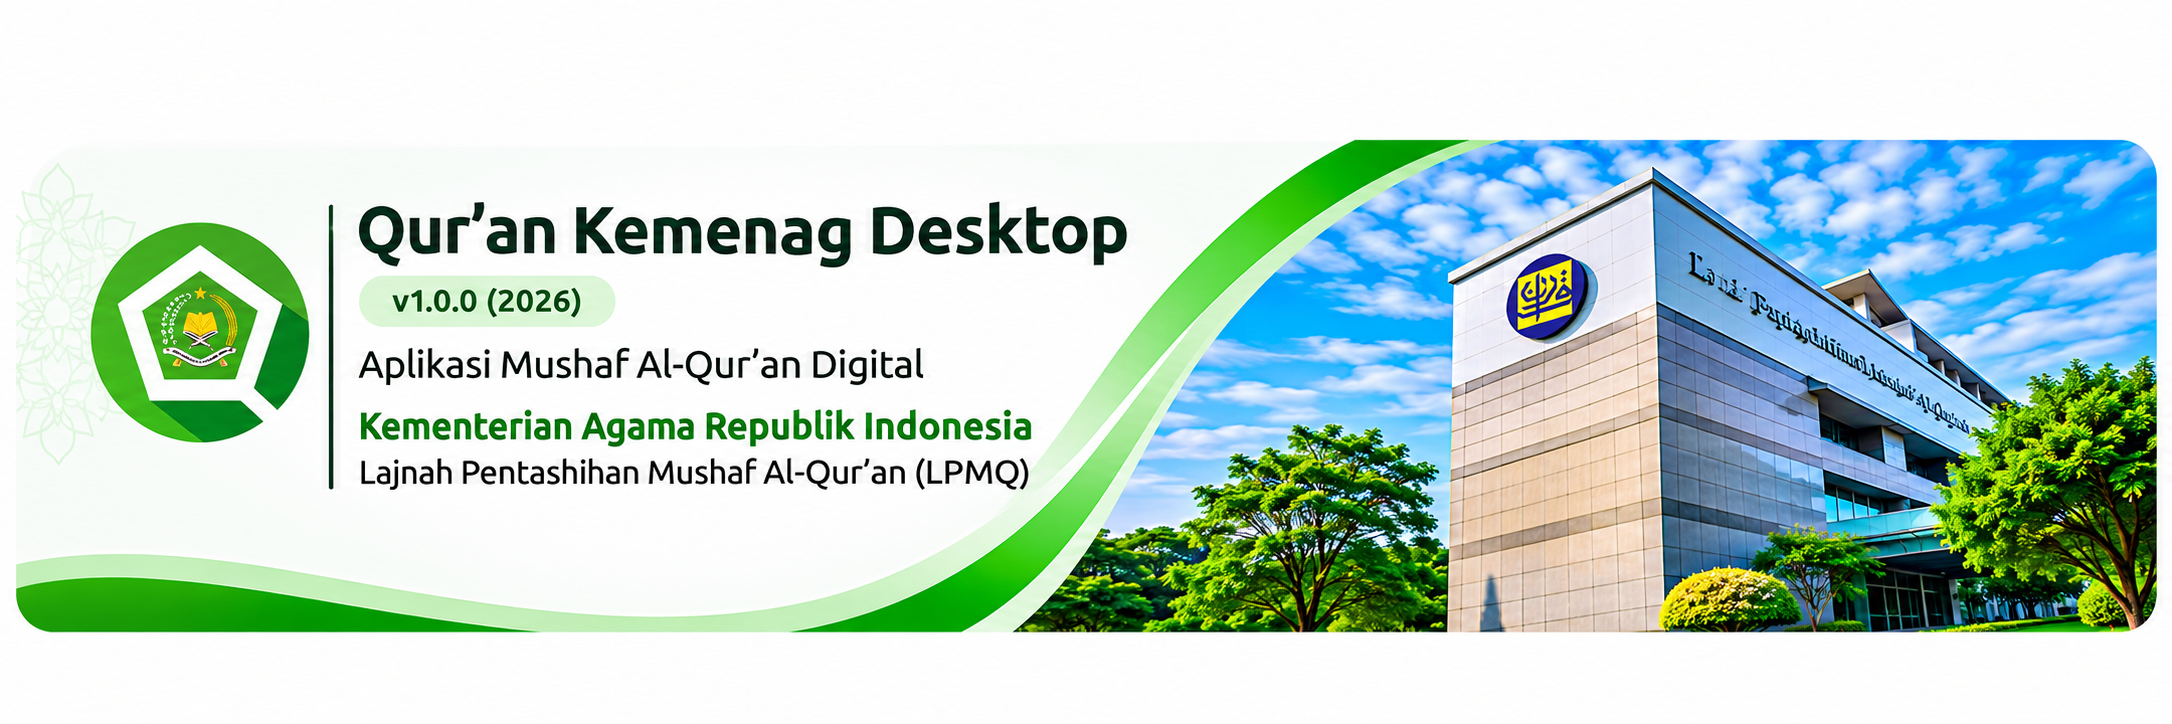 Qur’an Kemenag Desktop
v1.0.0 (2026)
Aplikasi Mushaf Al-Qur’an Digital
Kementerian Agama Republik Indonesia
Lajnah Pentashihan Mushaf Al-Qur’an (LPMQ)